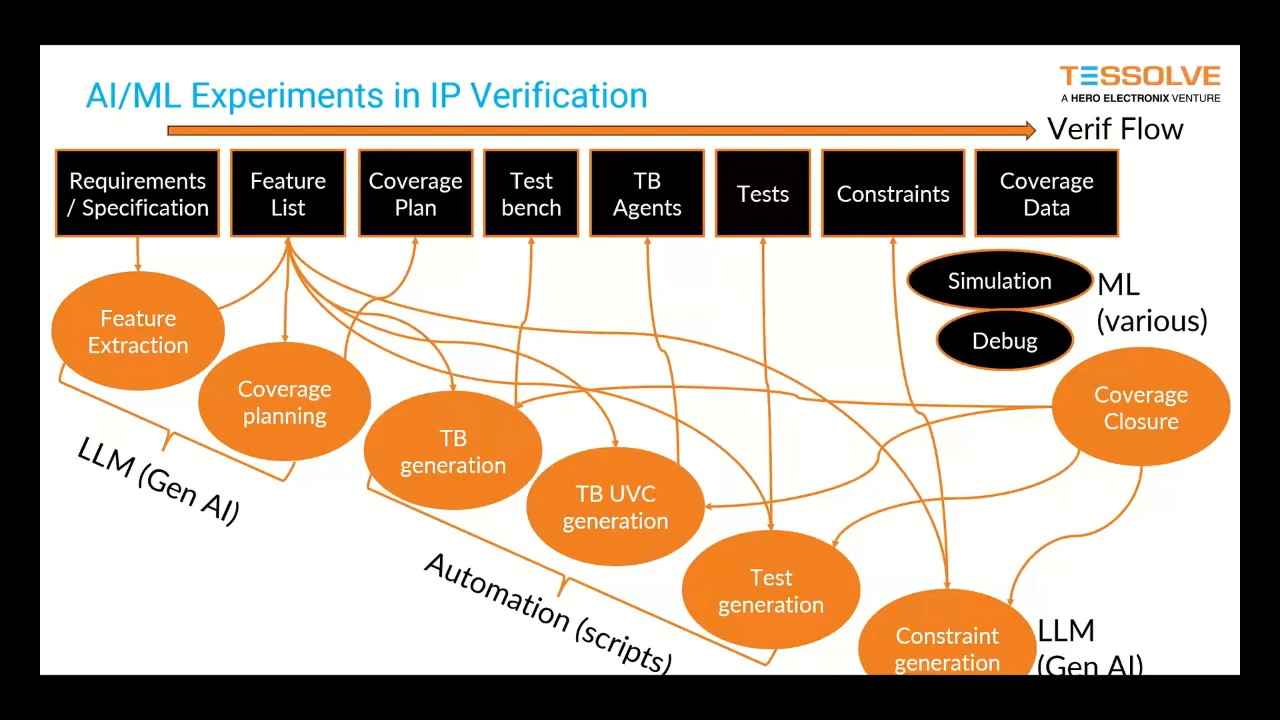 AI/ML Experiments in IP Verification
TESSOLVE
A HERO ELECTRONIX VENTURE
Verif Flow
Requirements
/ Specification
Feature
List
Coverage
Plan
Test
bench
TB
Agents
Tests
Constraints
Coverage
Data
Simulation
Debug
ML
(various)
Feature
Extraction
Coverage
planning
TB
generation
TB UVC
generation
Test
generation
Constraint
generation
Coverage
Closure
LLM (Gen AI)
Automation (scripts)
LLM
(Gen AI)